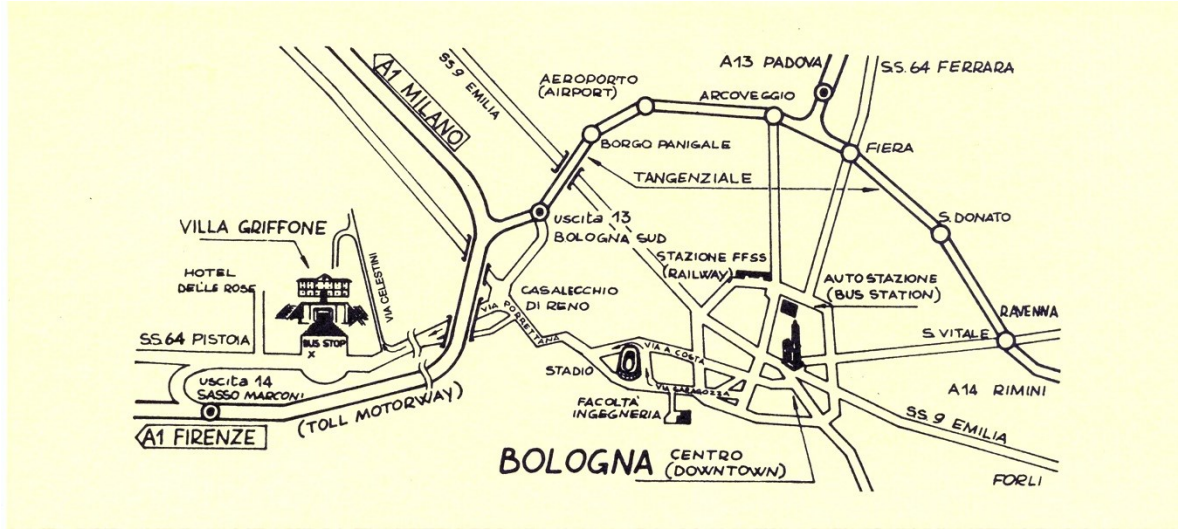 A1 MILANO
SS.9 EMILIA
AEROPORTO
(AIRPORT)
ARCOVEGGIO
A13 PADOVA
S.S. 64 FERRARA
BORGO PANIGALE
FIERA
TANGENZIALE
VILLA GRIFFONE
uscita 13
BOLOGNA SUD
S. DONATO
HOTEL
DELLE ROSE
VIA CELESTINI
STAZIONE FFSS
(RAILWAY)
AUTOSTAZIONE
(BUS STATION)
CASALECCHIO
DI RENO
VIA PORRETTANA
RAVENNA
S. VITALE
SS.64 PISTOIA
BUS STOP
X
VIA A COSTA
STADIO
VIA SARAGOZZA
uscita 14
SASSO MARCONI
(TOLL MOTORWAY)
FACOLTÀ
INGEGNERIA
A14 RIMINI
SS.9 EMILIA
A1 FIRENZE
BOLOGNA
CENTRO
(DOWNTOWN)
FORLI